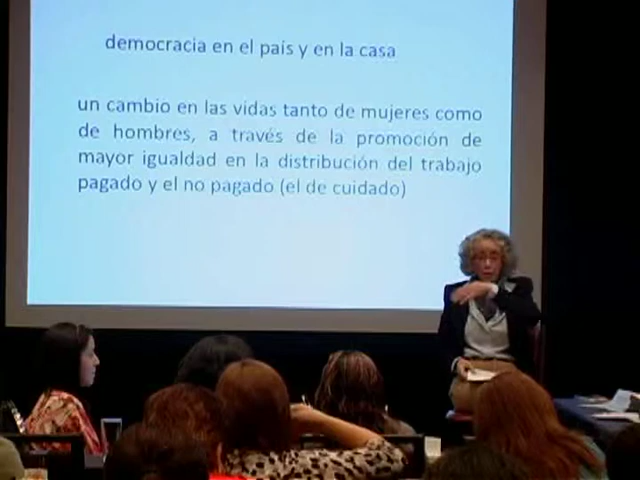 democracia en el país y en la casa
un cambio en las vidas tanto de mujeres como
de hombres, a través de la promoción de
mayor igualdad en la distribución del trabajo
pagado y el no pagado (el de cuidado)